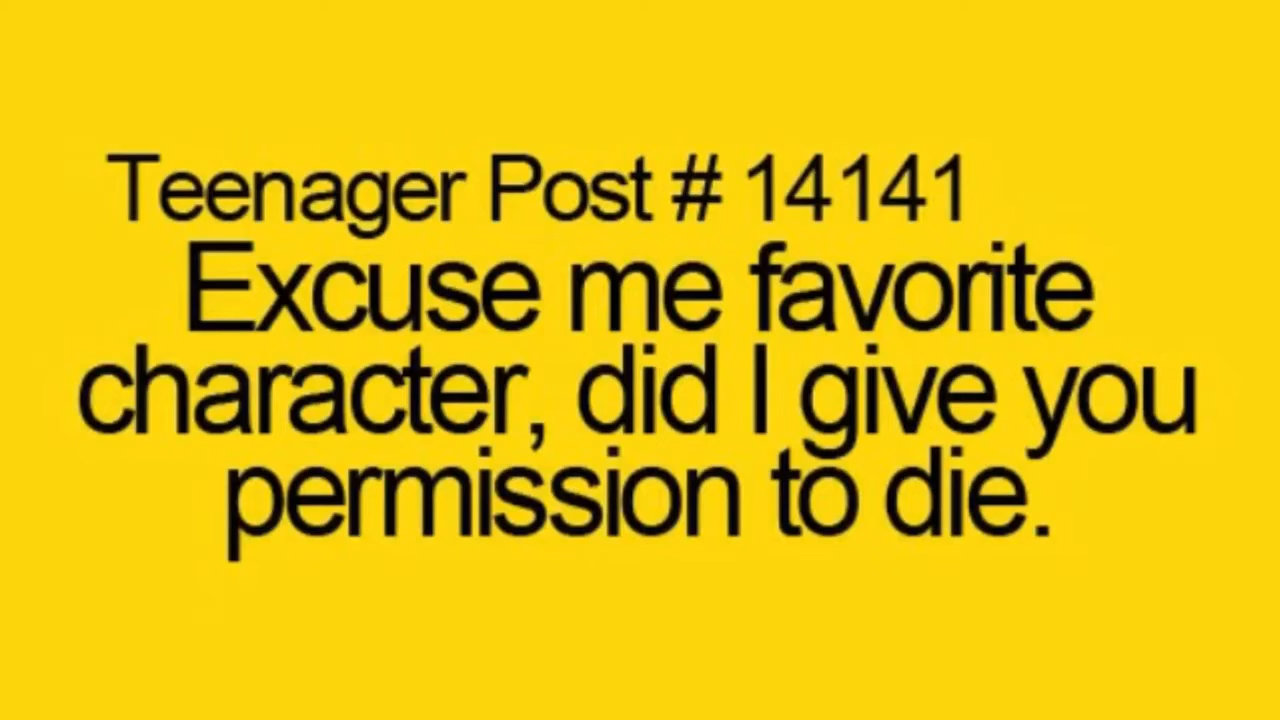 Teenager Post # 14141
Excuse me favorite
character, did I give you
permission to die.